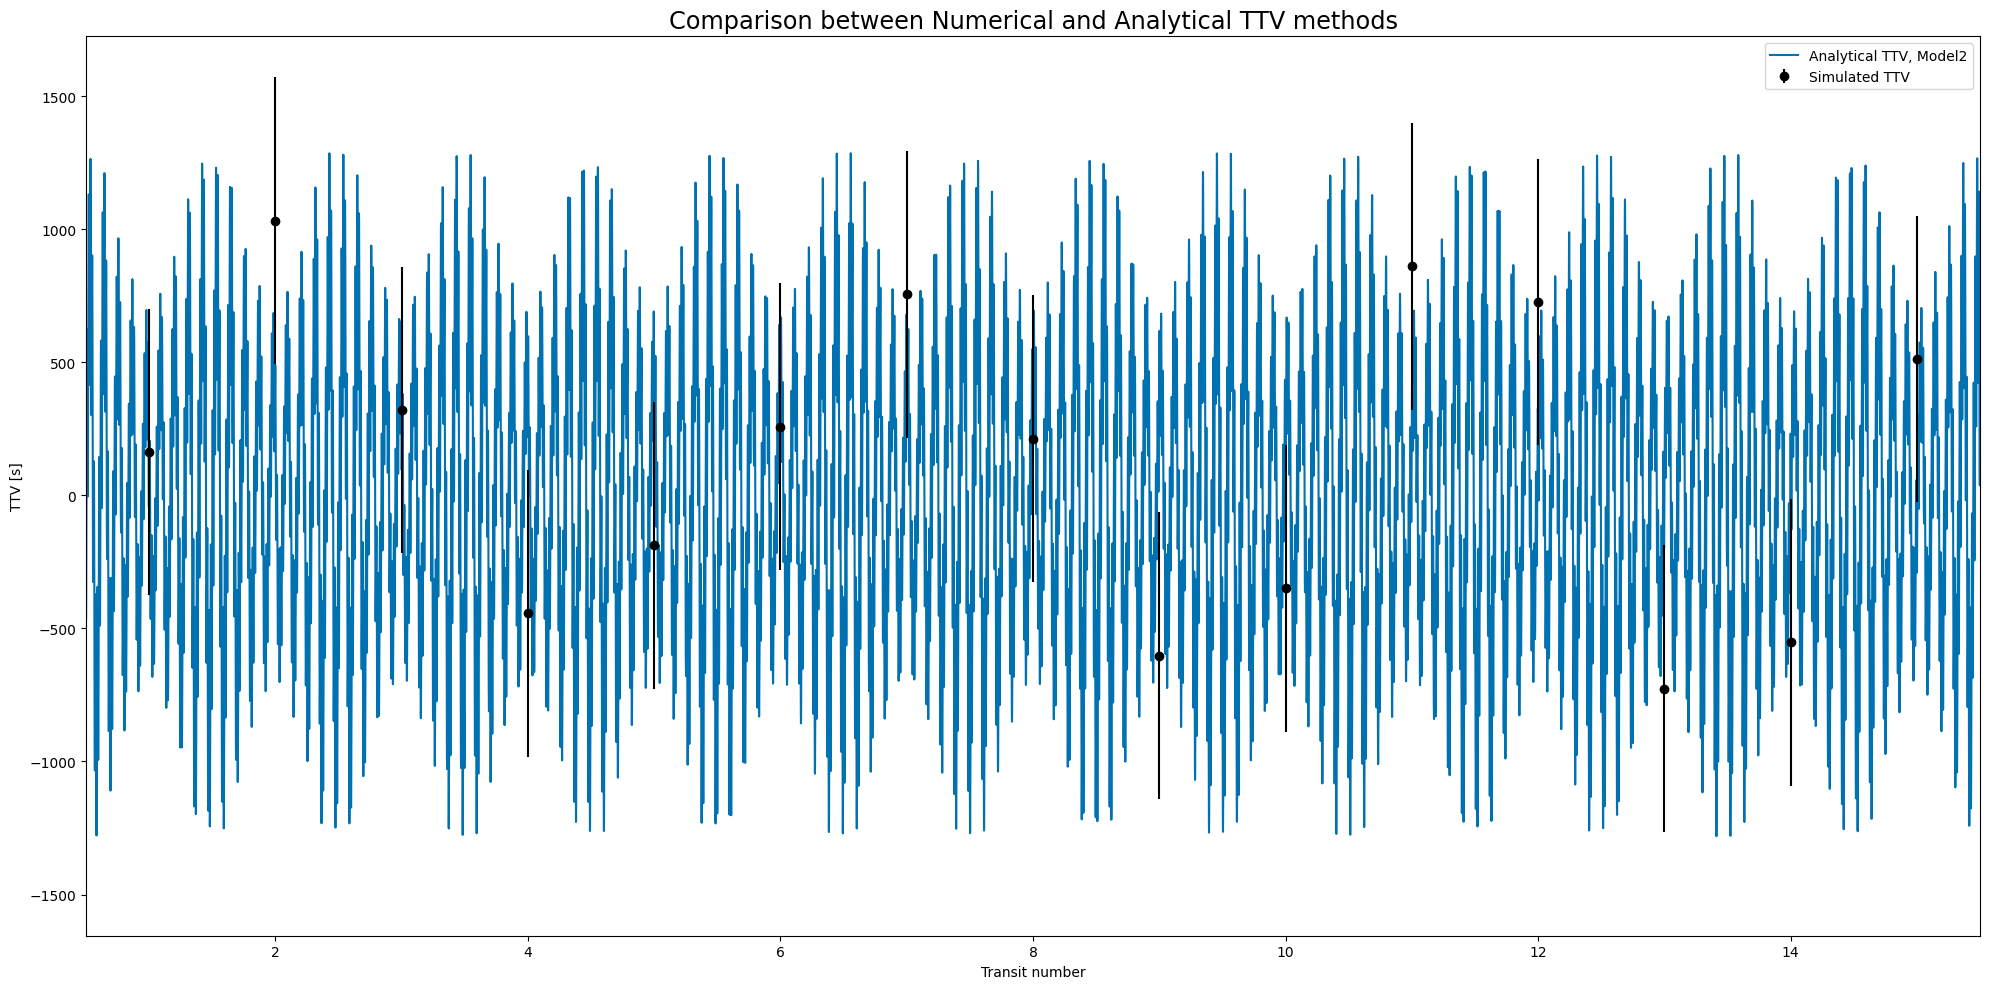 Comparison between Numerical and Analytical TTV methods
Analytical TTV, Model2
Simulated TTV
TTV [s]
1500
1000
500
0
−500
−1000
−1500
2
4
6
8
10
12
14
Transit number